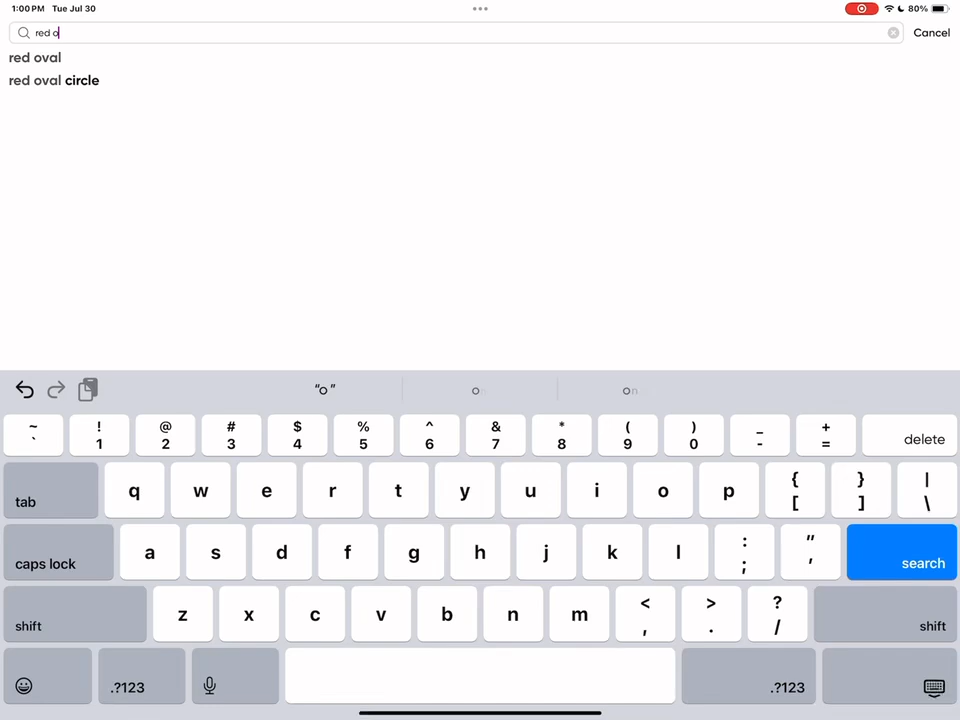 1:00 PM Tue Jul 30
80%
red o
Cancel
red oval
red oval circle
"o"
on
on
~ ! @ # $ % ^ & * ( ) _ +
` 1 2 3 4 5 6 7 8 9 0 - = delete
tab q w e r t y u i o p { [ } ] | \
caps lock a s d f g h j k l : ; " ' search
shift z x c v b n m < , > . ? / shift
.?123 .?123